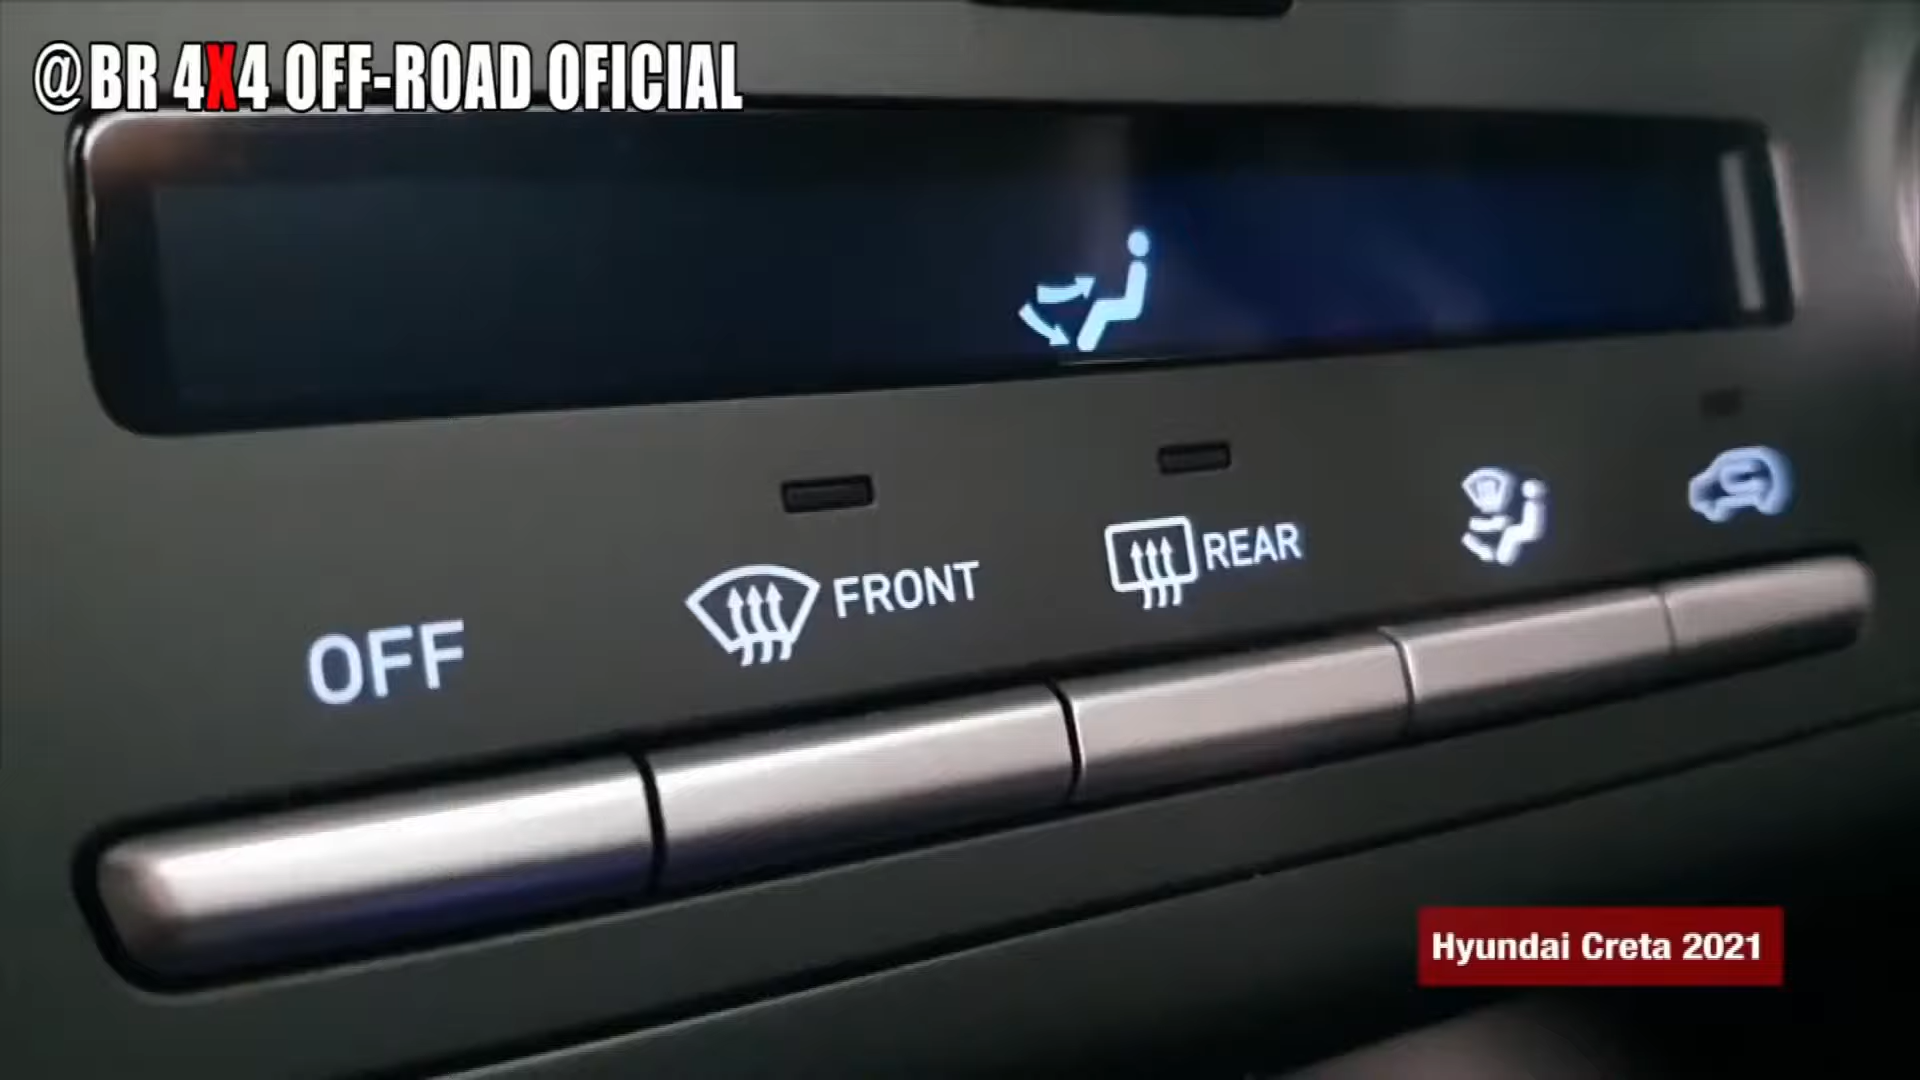 @BR 4X4 OFF-ROAD OFICIAL
OFF
FRONT
REAR
Hyundai Creta 2021